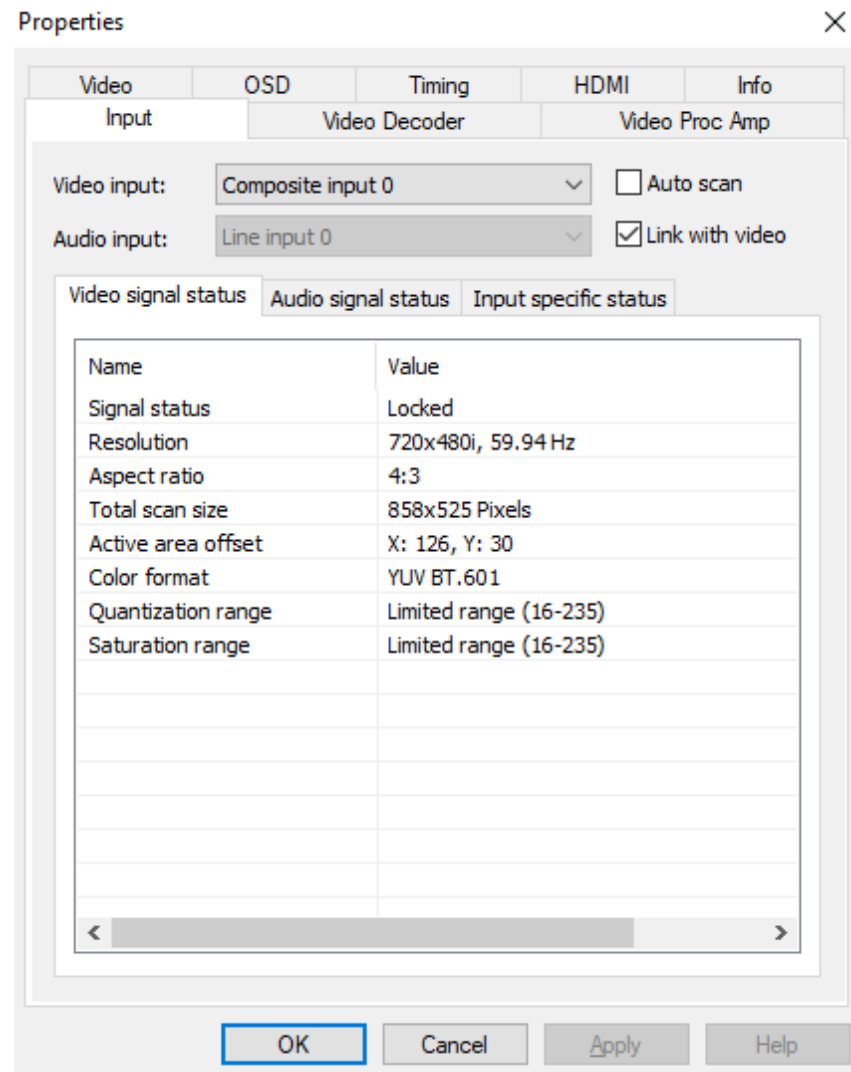 Properties
Video OSD Timing HDMI Info
Input Video Decoder Video Proc Amp
Video input: Composite input 0 Auto scan
Audio input: Line input 0 Link with video
Video signal status Audio signal status Input specific status
Name Value
Signal status Locked
Resolution 720x480i, 59.94 Hz
Aspect ratio 4:3
Total scan size 858x525 Pixels
Active area offset X: 126, Y: 30
Color format YUV BT.601
Quantization range Limited range (16-235)
Saturation range Limited range (16-235)
OK Cancel Apply Help